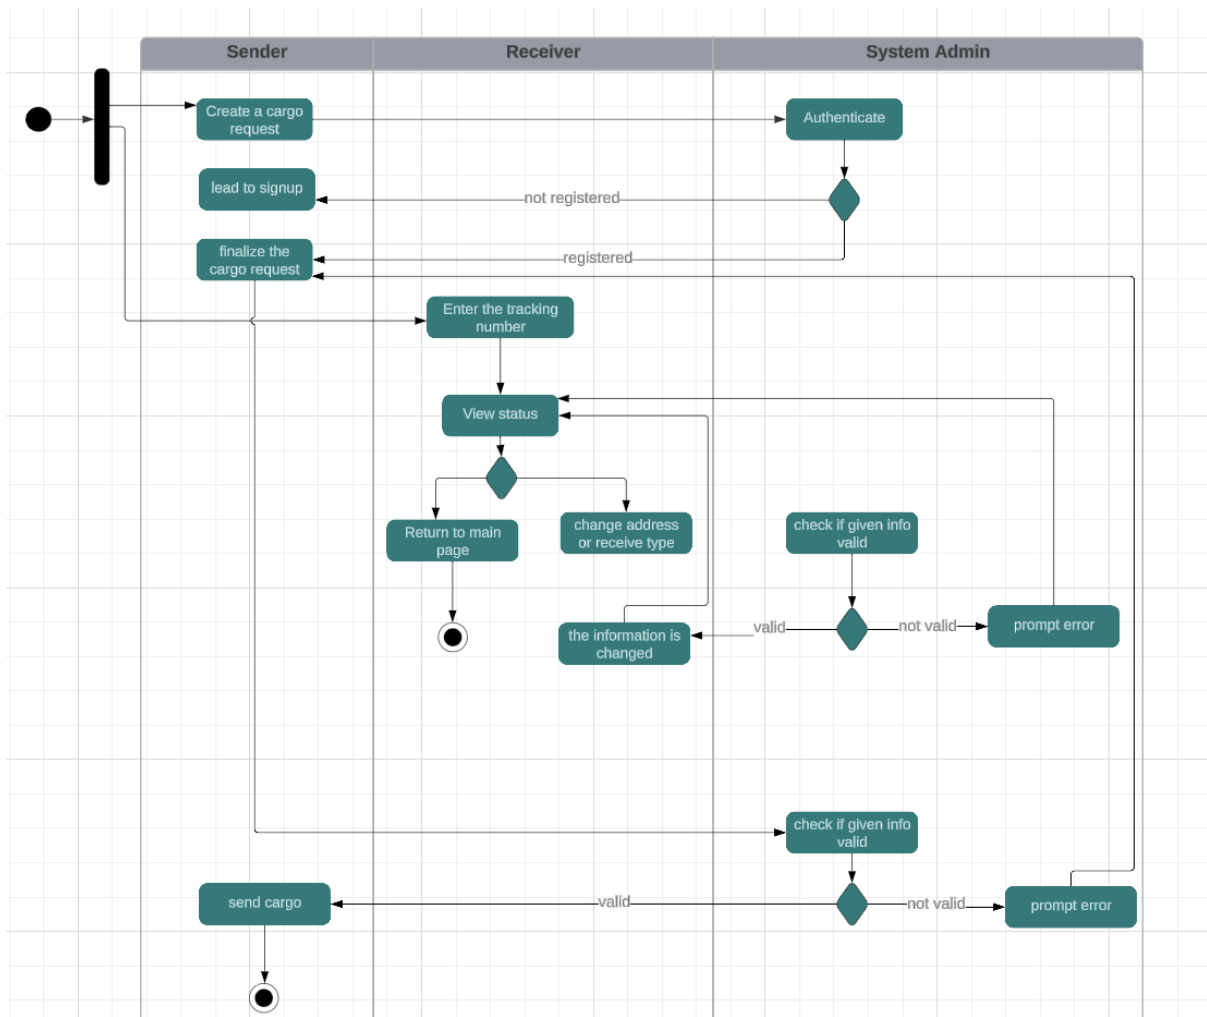 Sender
Receiver
System Admin
Create a cargo
request
Authenticate
lead to signup
not registered
finalize the
cargo request
registered
Enter the tracking
number
View status
Return to main
page
change address
or receive type
check if given info
valid
the information is
changed
valid
not valid
prompt error
check if given info
valid
send cargo
valid
not valid
prompt error